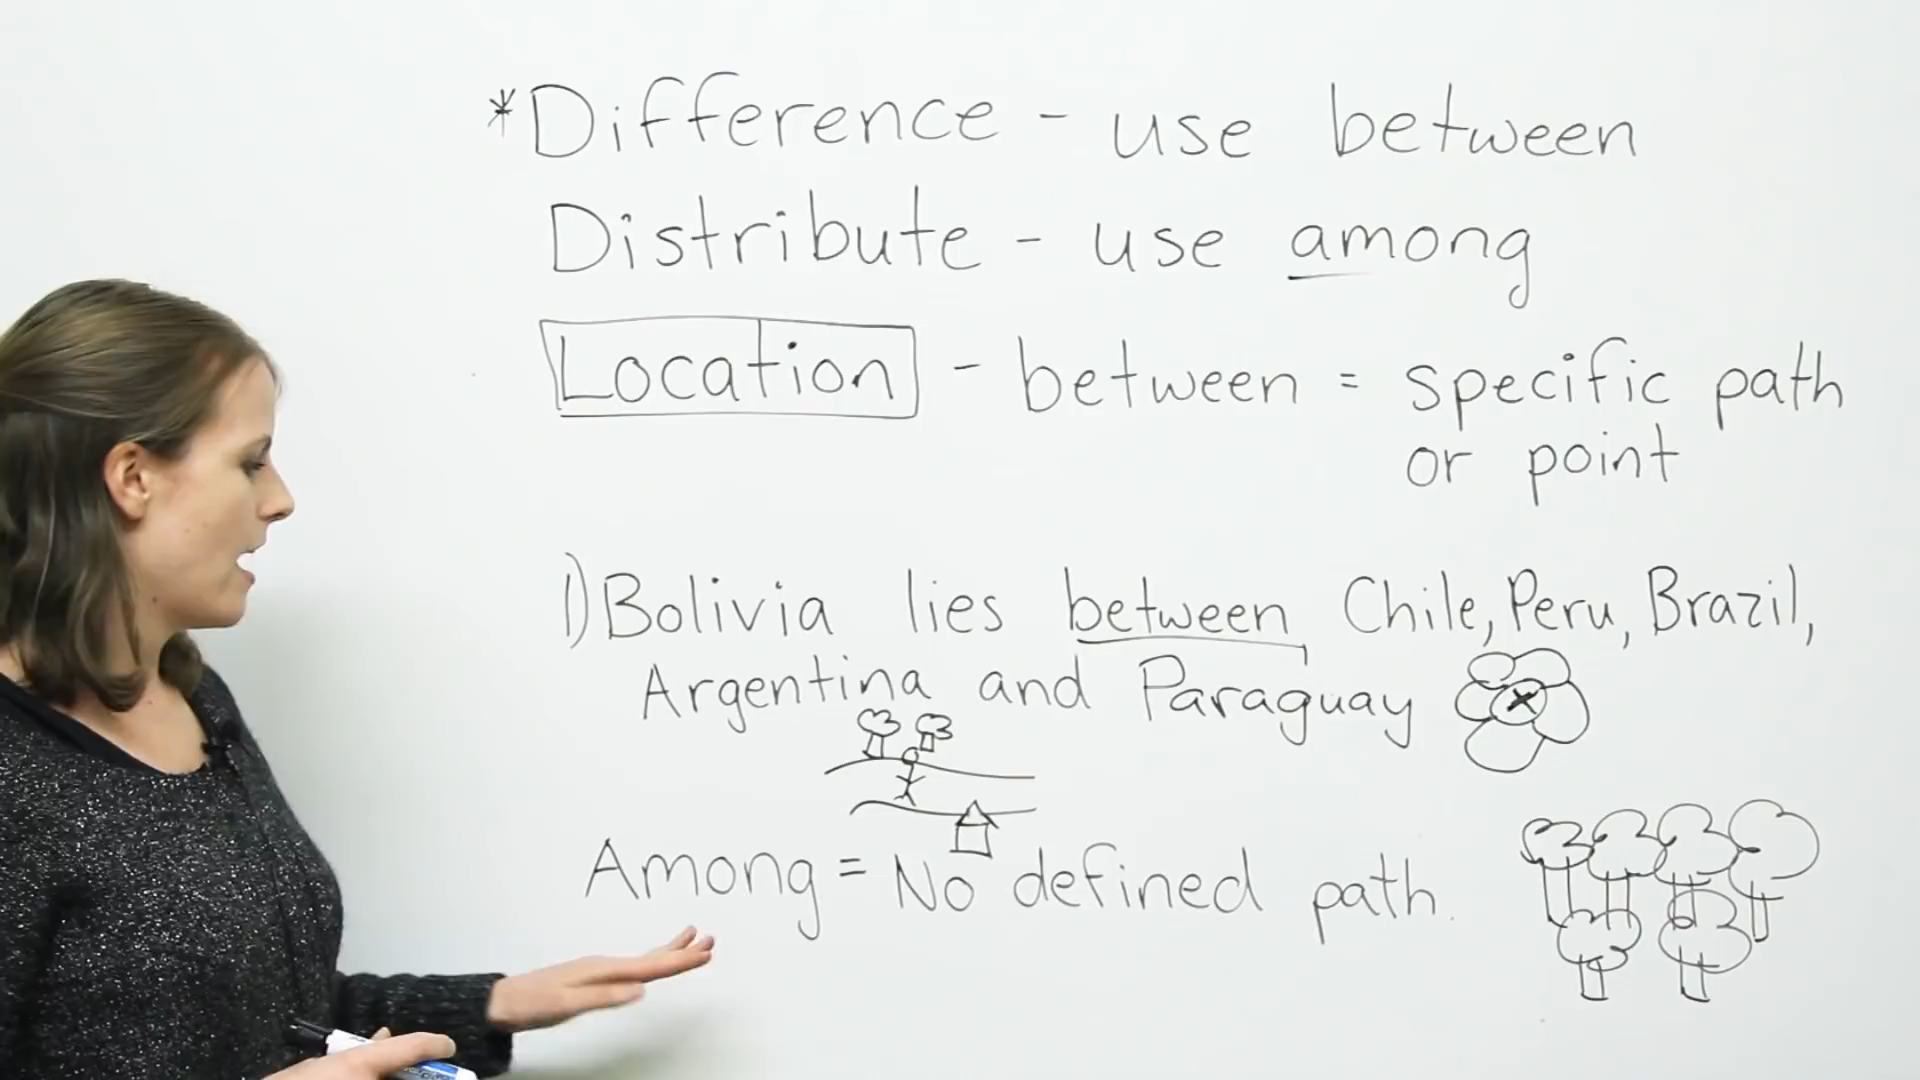 *Difference - use between
Distribute - use among
Location - between = specific path
or point
1) Bolivia lies between Chile, Peru, Brazil,
Argentina and Paraguay
Among = No defined path.